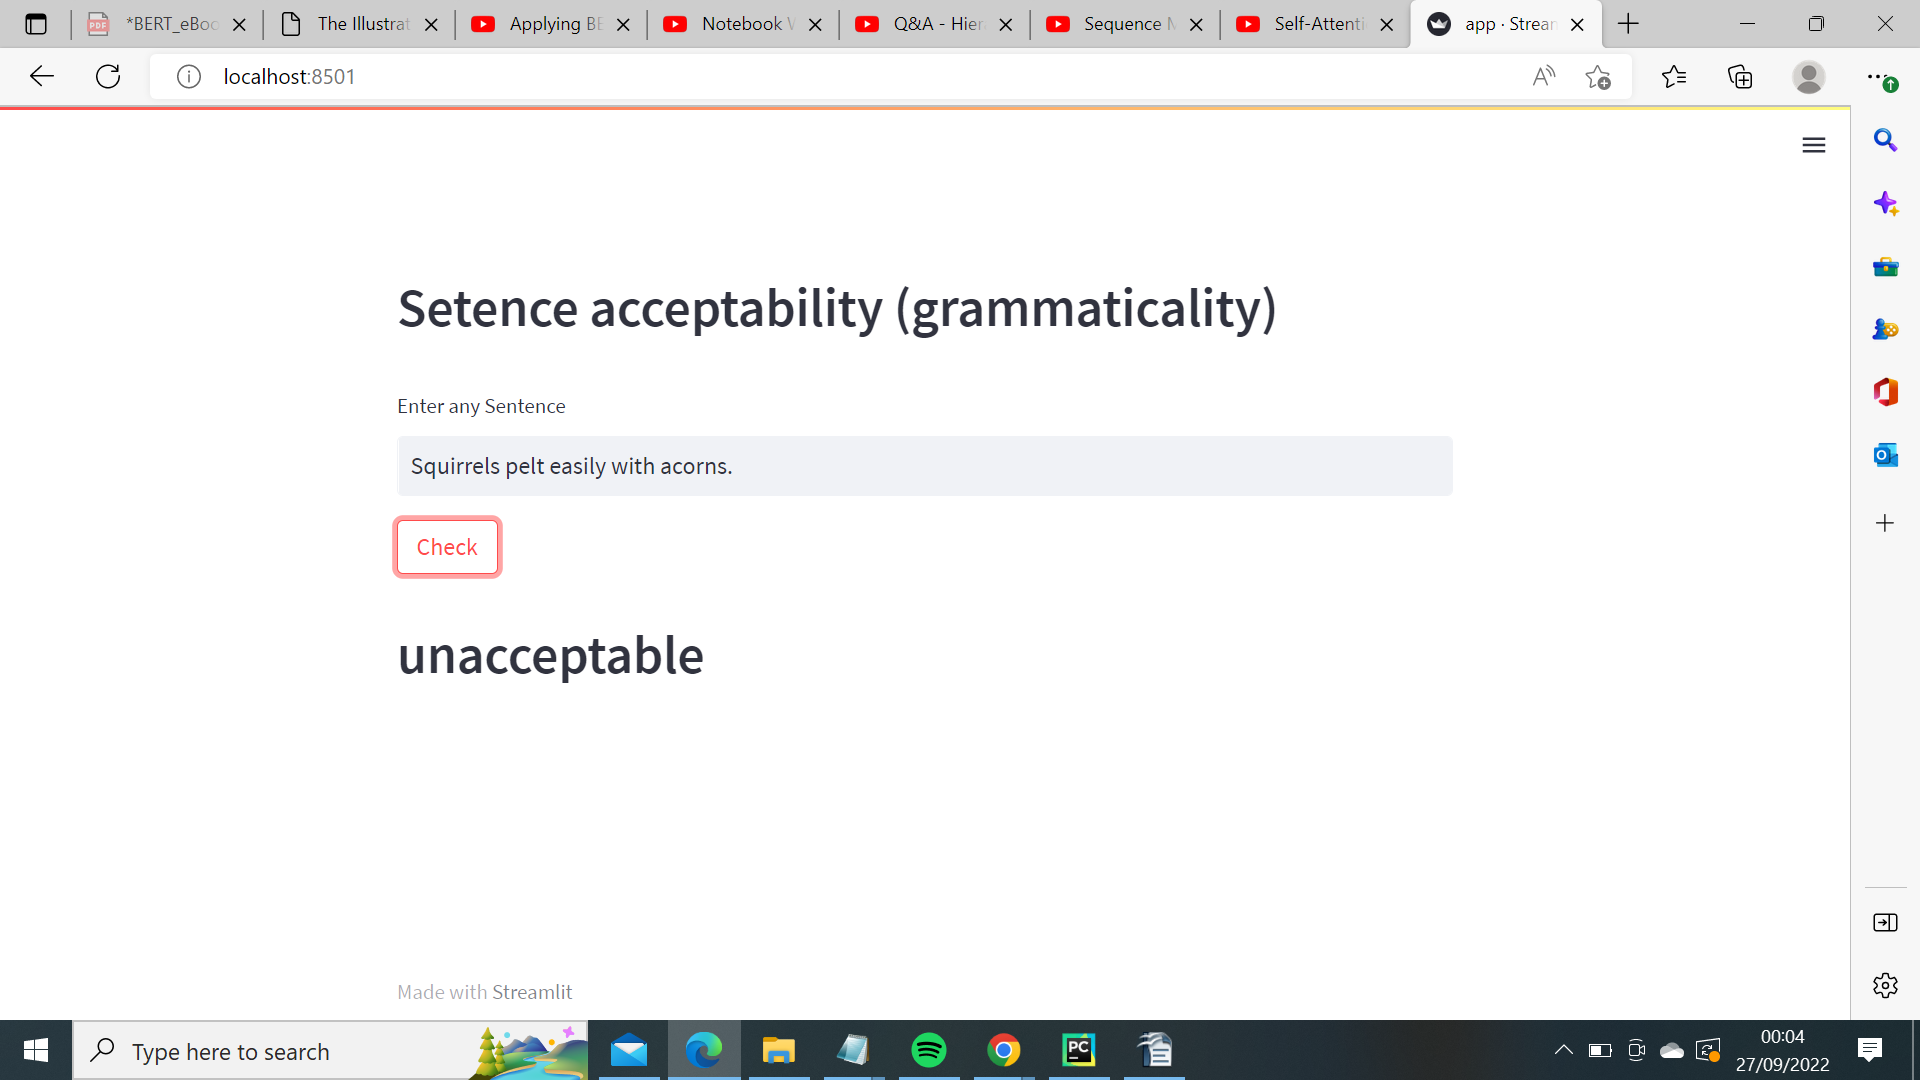 *BERT_eBoo
The Illustrat
Applying BE
Notebook W
Q&A - Hier
Sequence M
Self-Attenti
app · Stream
localhost:8501
Setence acceptability (grammaticality)
Enter any Sentence
Squirrels pelt easily with acorns.
Check
unacceptable
Made with Streamlit
Type here to search
PC
00:04
27/09/2022